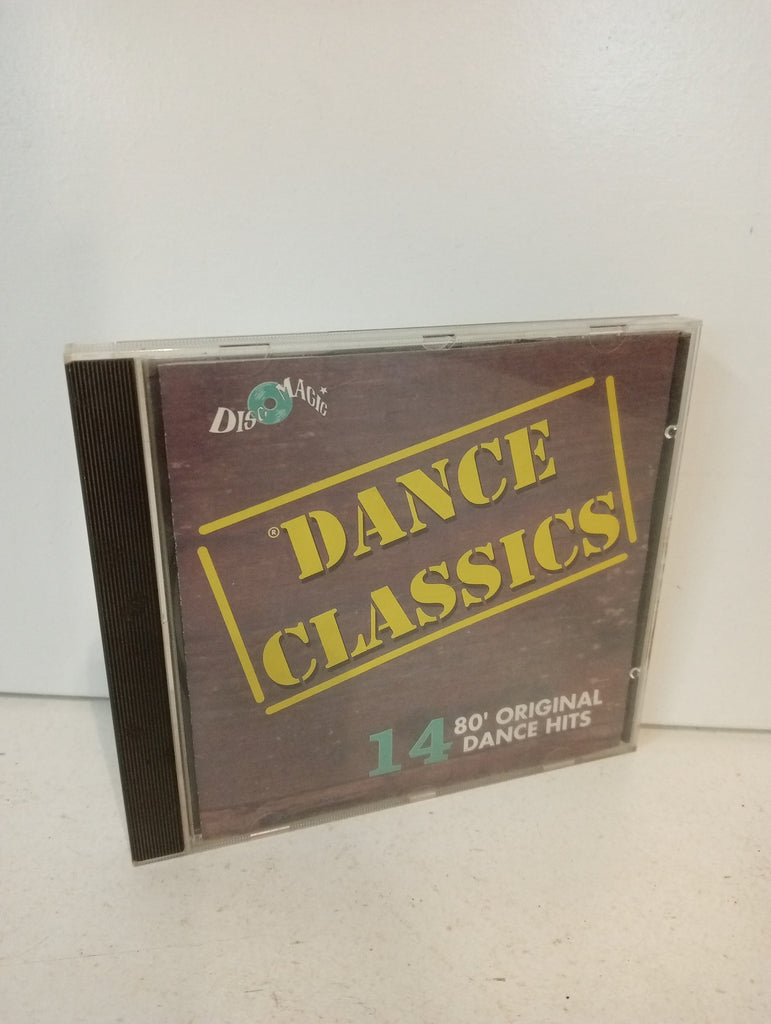 DISCOMAGIC
® DANCE
CLASSICS
14 80' ORIGINAL
DANCE HITS